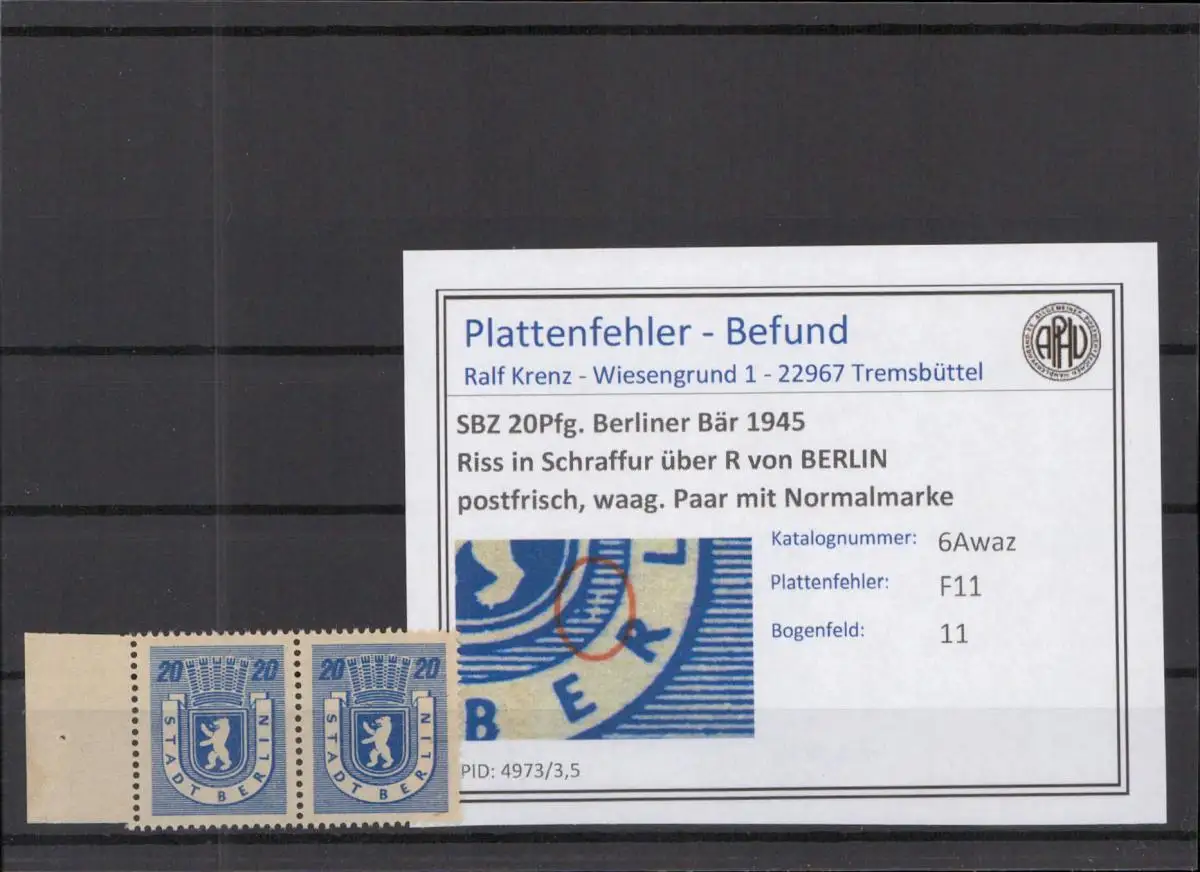 Plattenfehler - Befund
Ralf Krenz - Wiesengrund 1 - 22967 Tremsbüttel
APHV
SBZ 20Pfg. Berliner Bär 1945
Riss in Schraffur über R von BERLIN
postfrisch, waag. Paar mit Normalmarke
Katalognummer: 6Awaz
Plattenfehler: F11
Bogenfeld: 11
B E R L
PID: 4973/3,5
20 20
STADT BERLIN
20 20
STADT BERLIN